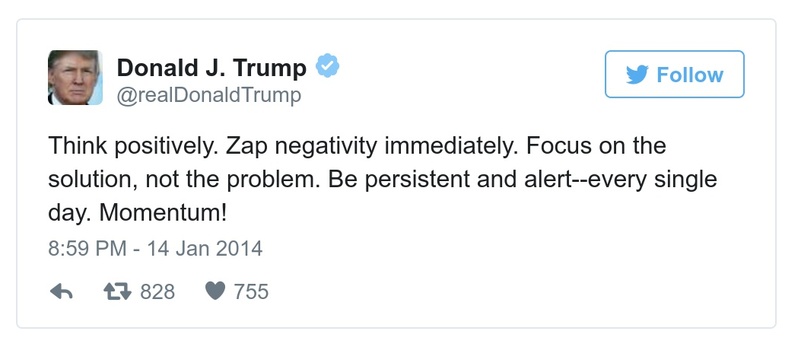 Donald J. Trump
@realDonaldTrump
Follow
Think positively. Zap negativity immediately. Focus on the
solution, not the problem. Be persistent and alert--every single
day. Momentum!
8:59 PM - 14 Jan 2014
828 755